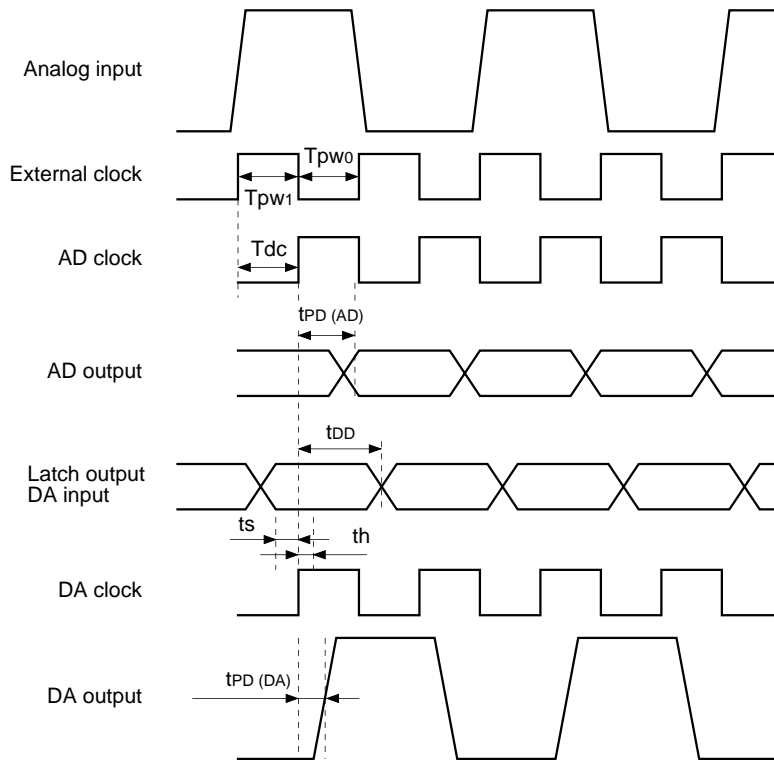 Analog input
External clock
Tpw0
Tpw1
AD clock
Tdc
tPD (AD)
AD output
tDD
Latch output
DA input
ts
th
DA clock
tPD (DA)
DA output